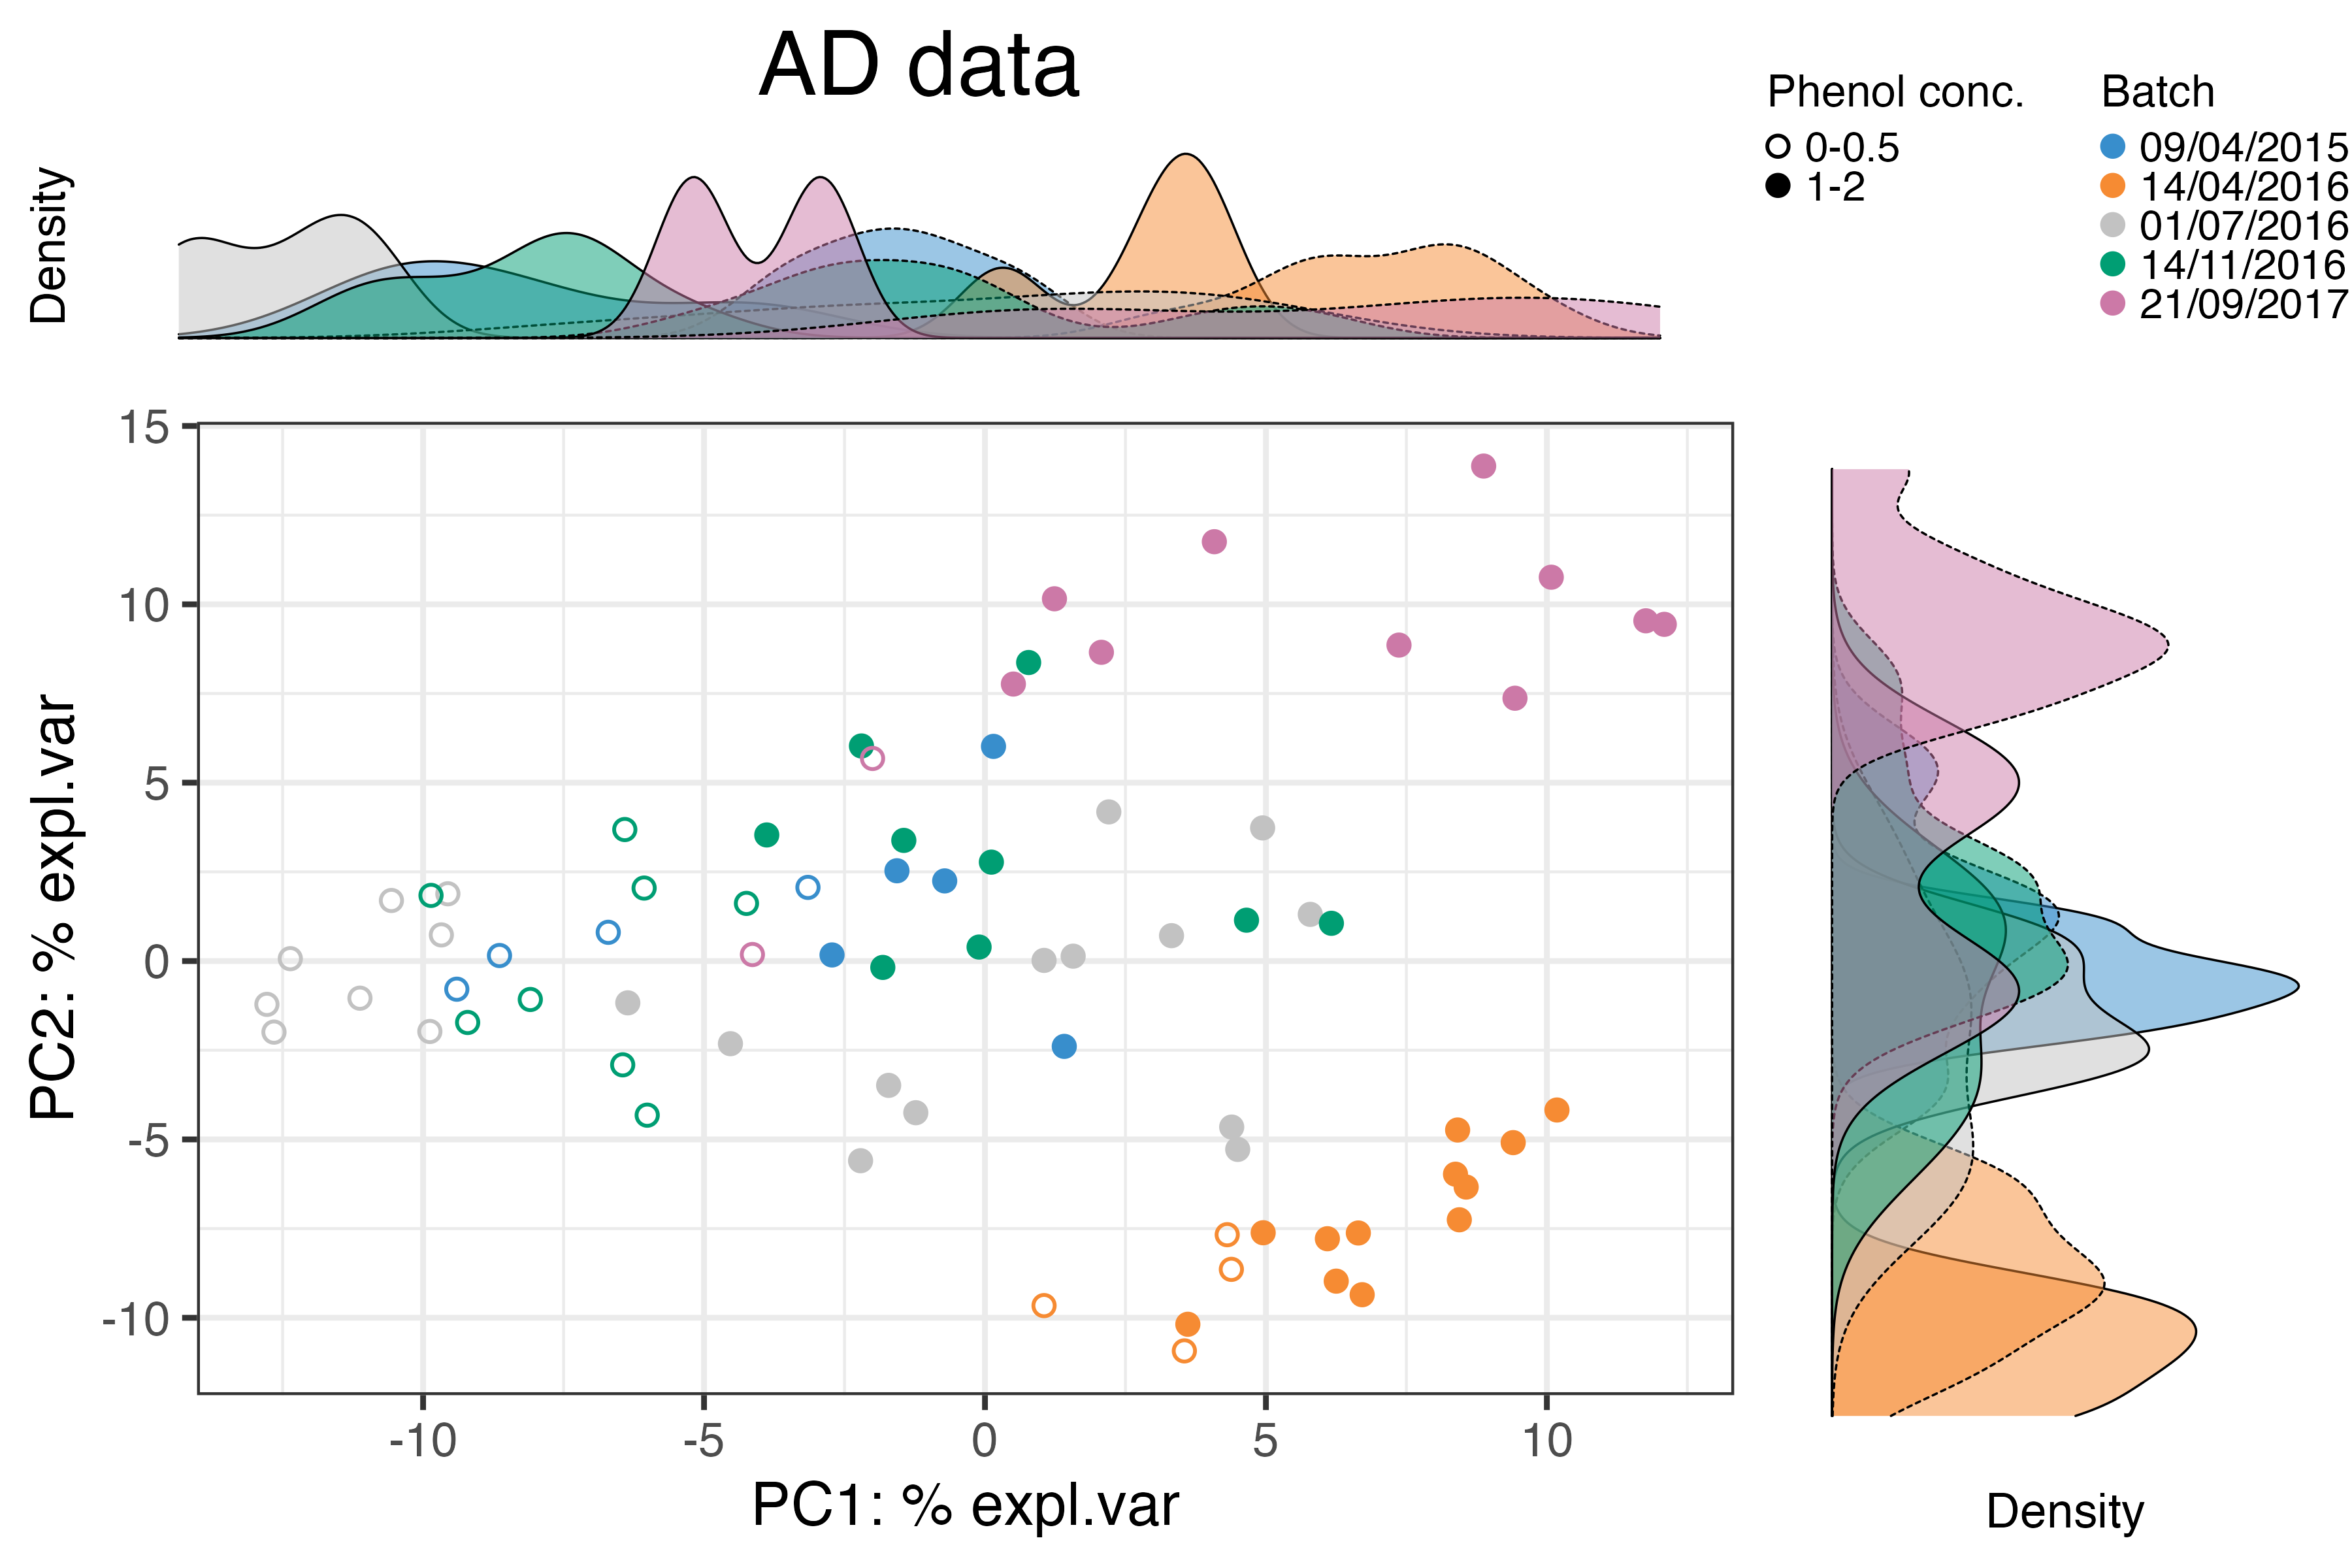 AD data
Phenol conc.
0-0.5
1-2
Batch
09/04/2015
14/04/2016
01/07/2016
14/11/2016
21/09/2017
Density
15
10
5
0
-5
-10
PC2: % expl.var
-10
-5
0
5
10
PC1: % expl.var
Density